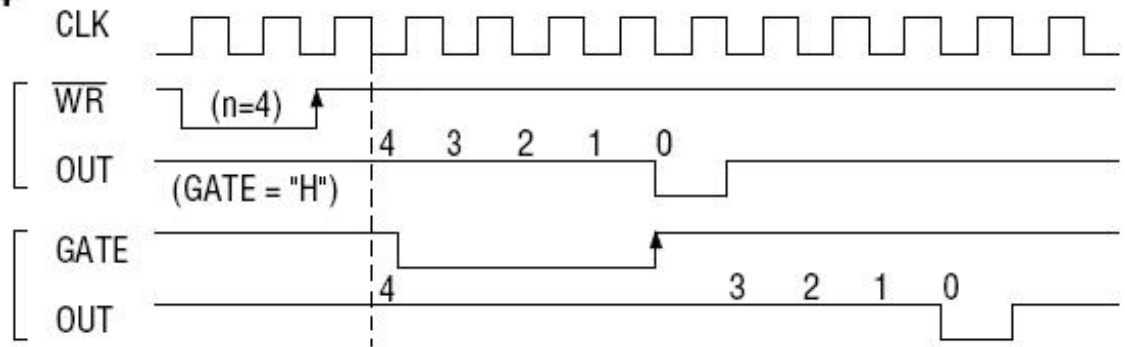 CLK
WR (n=4)
4 3 2 1 0
OUT
(GATE = "H")
GATE
4 3 2 1 0
OUT